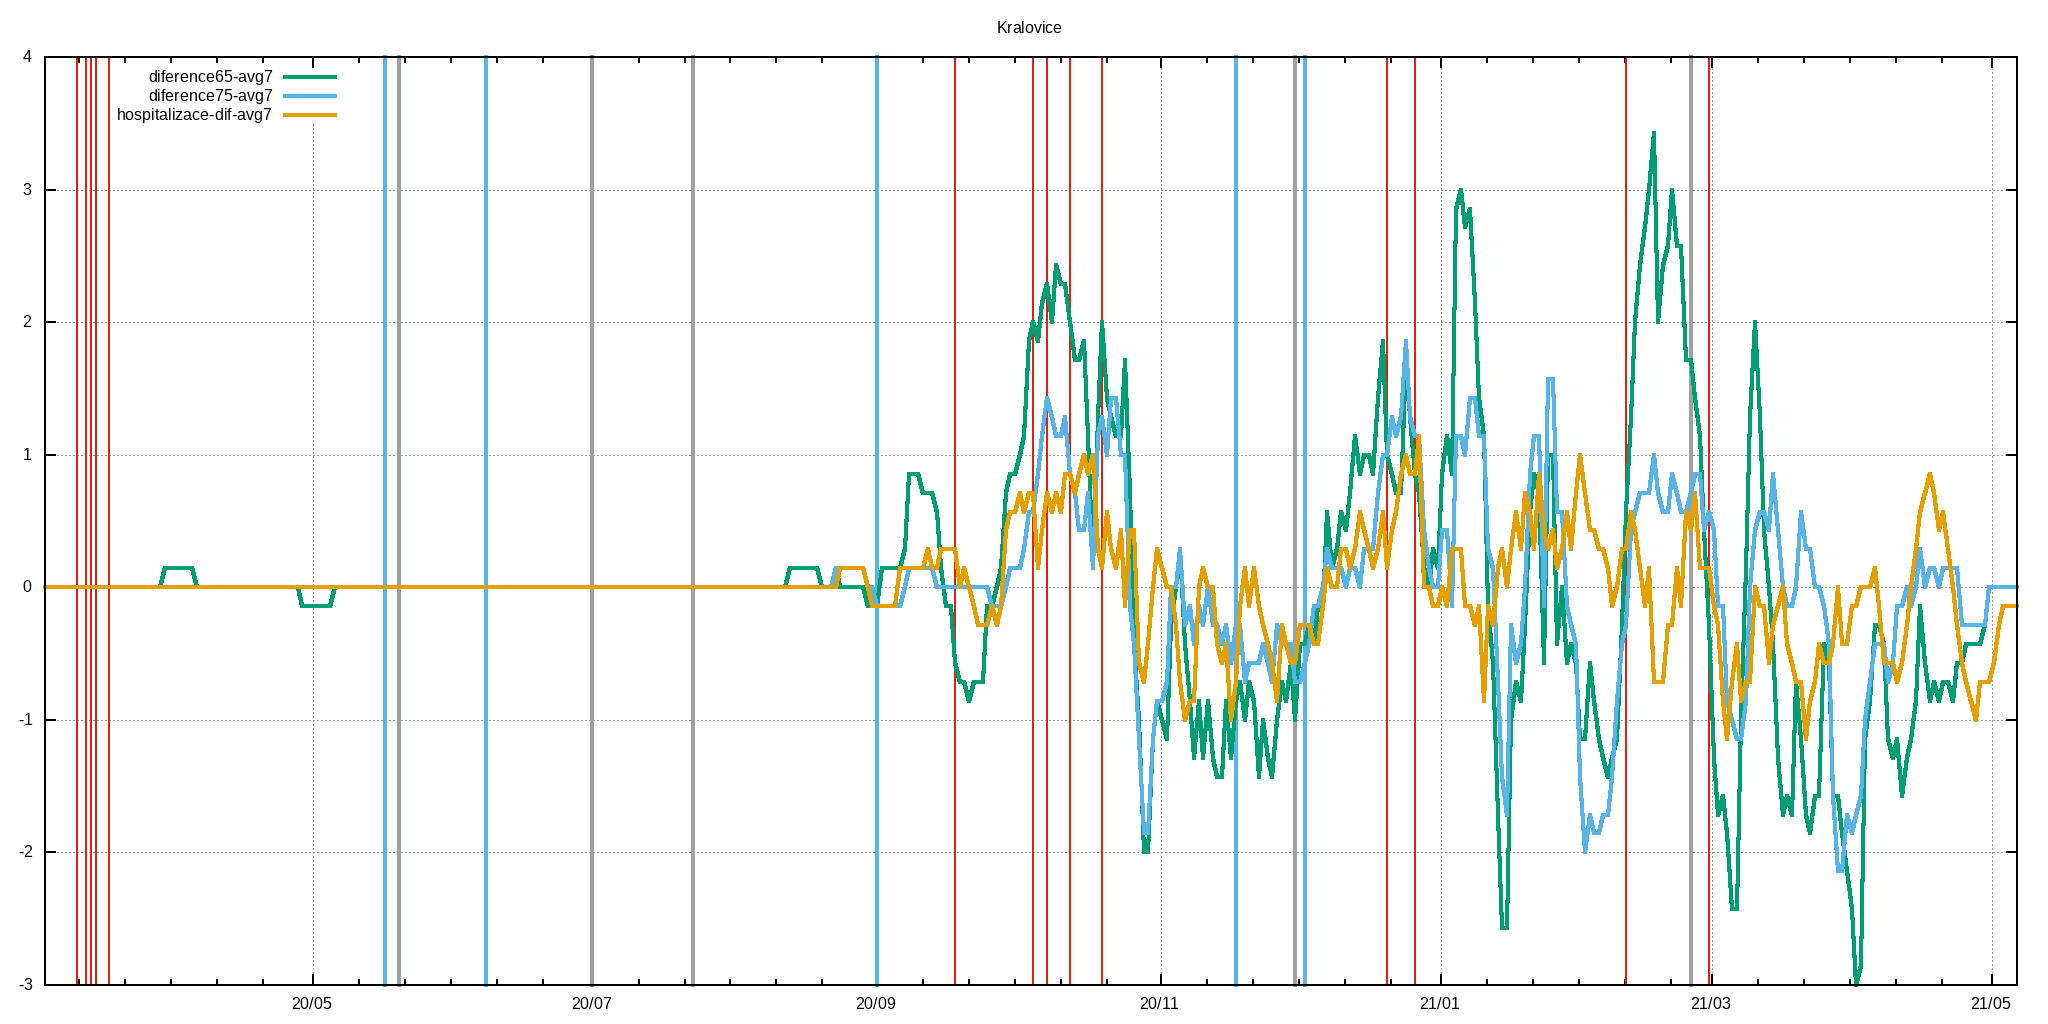 Kralovice
diference65-avg7
diference75-avg7
hospitalizace-dif-avg7
4
3
2
1
0
-1
-2
-3
20/05 20/07 20/09 20/11 21/01 21/03 21/05